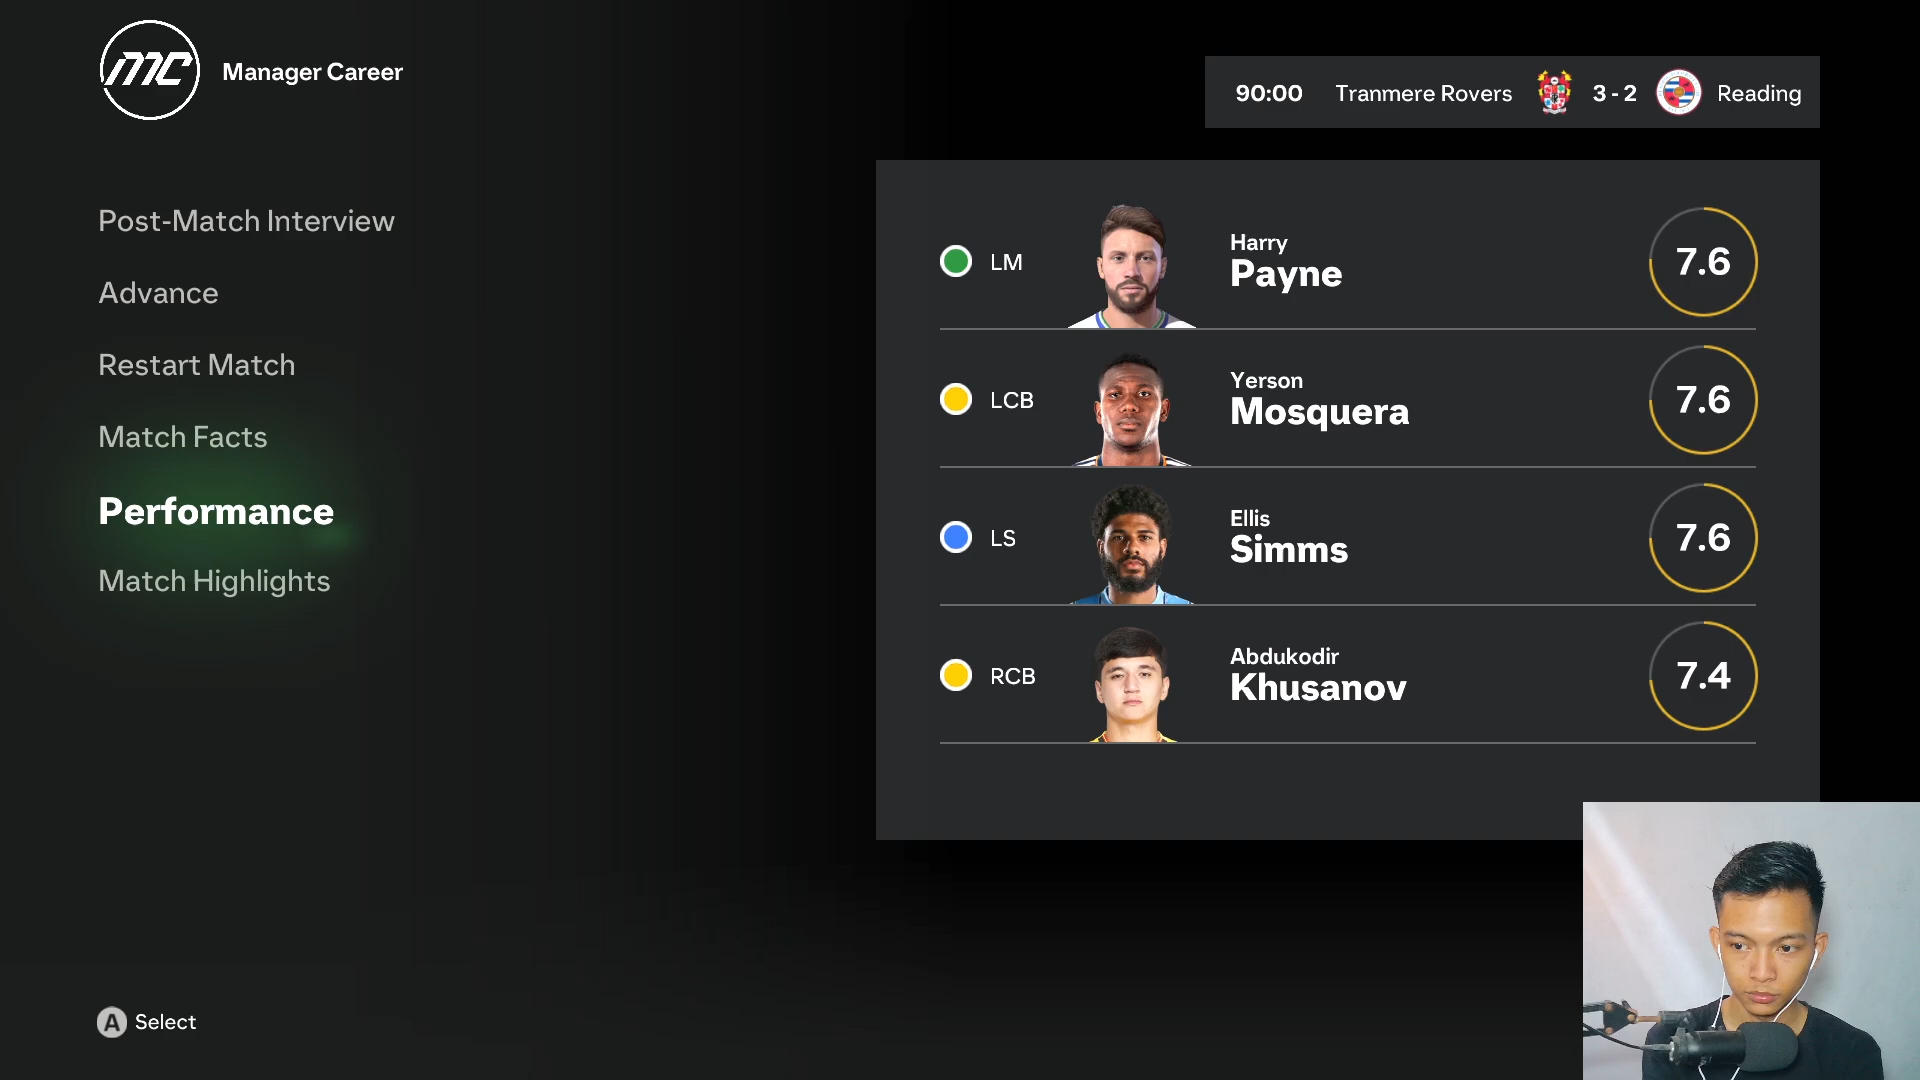 MC
Manager Career
90:00 Tranmere Rovers 3 - 2 Reading
Post-Match Interview
Advance
Restart Match
Match Facts
Performance
Match Highlights
LM
Harry
Payne
7.6
LCB
Yerson
Mosquera
7.6
LS
Ellis
Simms
7.6
RCB
Abdukodir
Khusanov
7.4
A Select